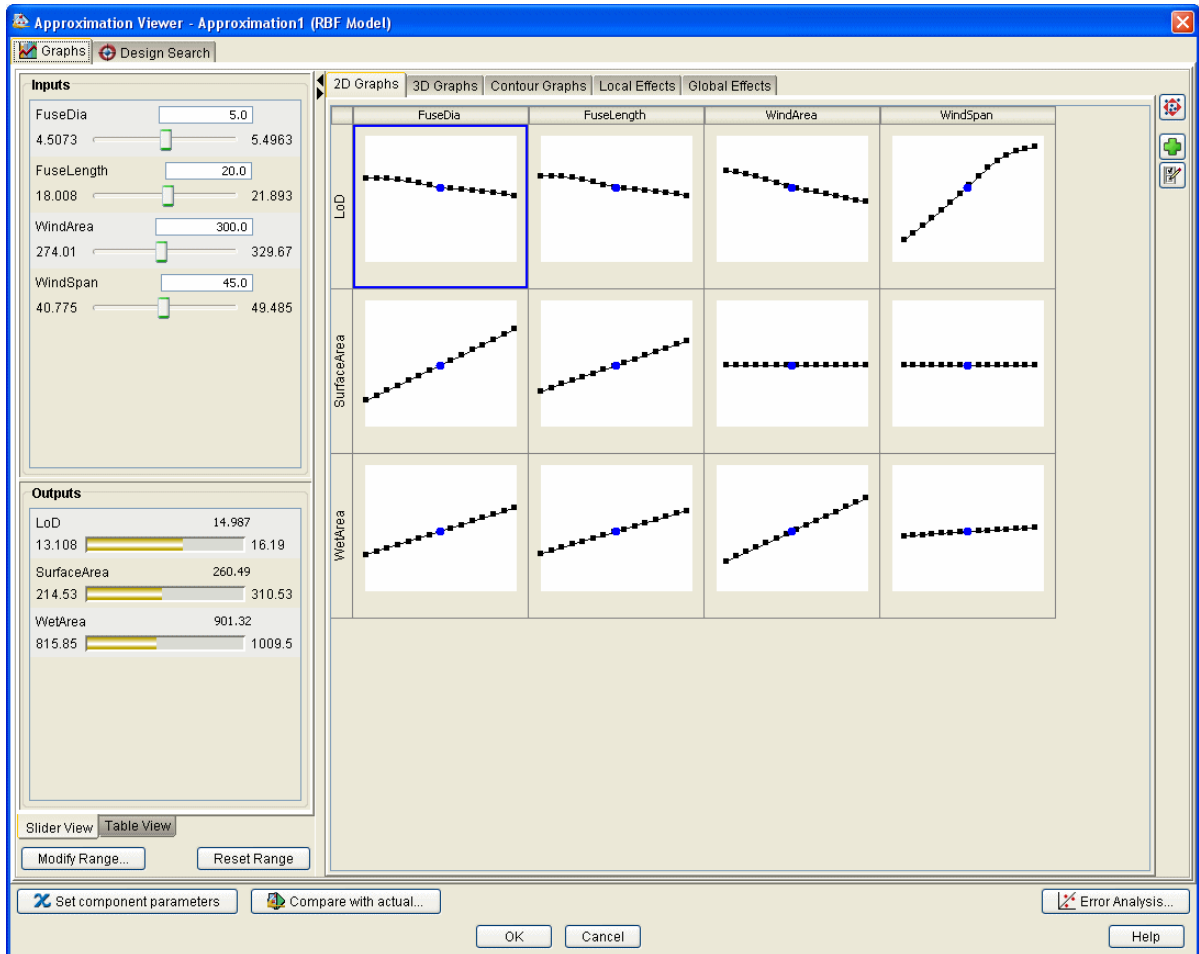 Approximation Viewer - Approximation1 (RBF Model)
Graphs
Design Search
Inputs
FuseDia 5.0
4.5073 5.4963
FuseLength 20.0
18.008 21.893
WindArea 300.0
274.01 329.67
WindSpan 45.0
40.775 49.485
Outputs
LoD 14.987
13.108 16.19
SurfaceArea 260.49
214.53 310.53
WetArea 901.32
815.85 1009.5
Slider View Table View
Modify Range... Reset Range
2D Graphs 3D Graphs Contour Graphs Local Effects Global Effects
FuseDia FuseLength WindArea WindSpan
LoD
SurfaceArea
WetArea
Set component parameters Compare with actual... Error Analysis...
OK Cancel Help